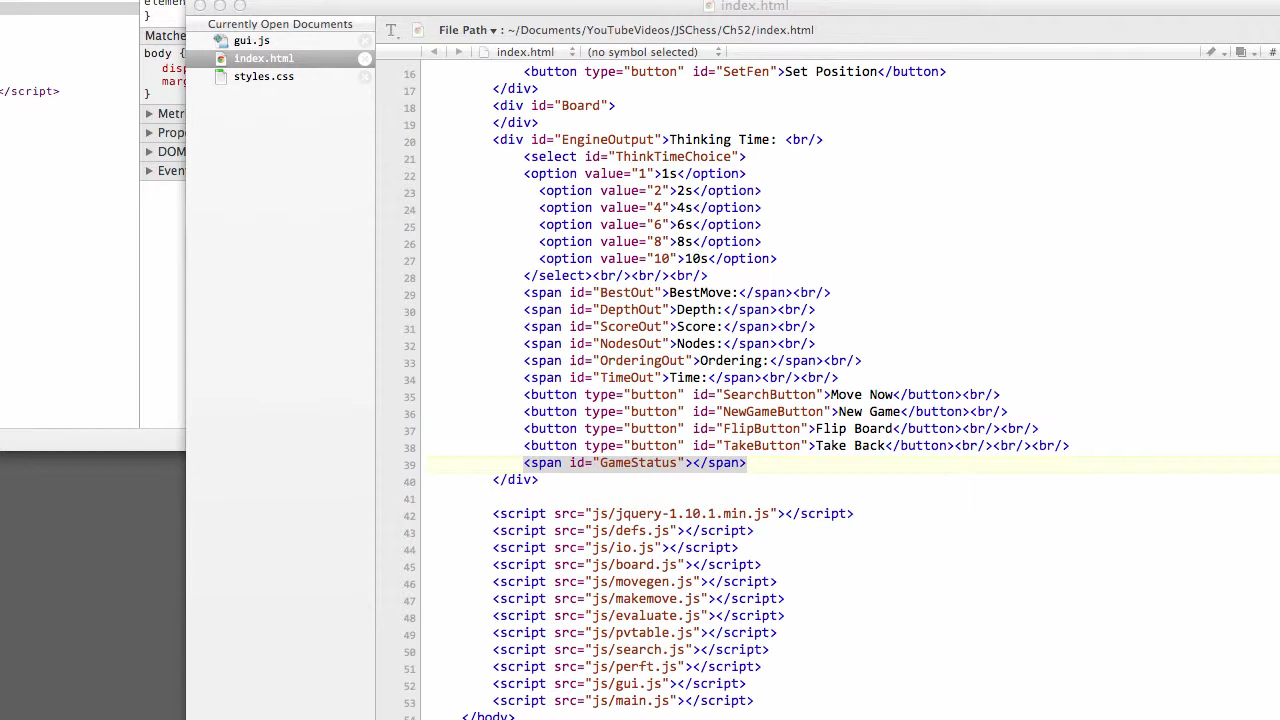 index.html
element
}
Matche
body {
disp
marg
}
</script>
Metri
Prope
DOM
Event
Currently Open Documents
gui.js
index.html
styles.css
File Path ▾ : ~/Documents/YouTubeVideos/JSChess/Ch52/index.html
index.html (no symbol selected) #
16 <button type="button" id="SetFen">Set Position</button>
17 </div>
18 <div id="Board">
19 </div>
20 <div id="EngineOutput">Thinking Time: <br/>
21 <select id="ThinkTimeChoice">
22 <option value="1">1s</option>
23 <option value="2">2s</option>
24 <option value="4">4s</option>
25 <option value="6">6s</option>
26 <option value="8">8s</option>
27 <option value="10">10s</option>
28 </select><br/><br/><br/>
29 <span id="BestOut">BestMove:</span><br/>
30 <span id="DepthOut">Depth:</span><br/>
31 <span id="ScoreOut">Score:</span><br/>
32 <span id="NodesOut">Nodes:</span><br/>
33 <span id="OrderingOut">Ordering:</span><br/>
34 <span id="TimeOut">Time:</span><br/><br/>
35 <button type="button" id="SearchButton">Move Now</button><br/>
36 <button type="button" id="NewGameButton">New Game</button><br/>
37 <button type="button" id="FlipButton">Flip Board</button><br/><br/>
38 <button type="button" id="TakeButton">Take Back</button><br/><br/><br/>
39 <span id="GameStatus"></span>
40 </div>
41
42 <script src="js/jquery-1.10.1.min.js"></script>
43 <script src="js/defs.js"></script>
44 <script src="js/io.js"></script>
45 <script src="js/board.js"></script>
46 <script src="js/movegen.js"></script>
47 <script src="js/makemove.js"></script>
48 <script src="js/evaluate.js"></script>
49 <script src="js/pvtable.js"></script>
50 <script src="js/search.js"></script>
51 <script src="js/perft.js"></script>
52 <script src="js/gui.js"></script>
53 <script src="js/main.js"></script>
54 </body>